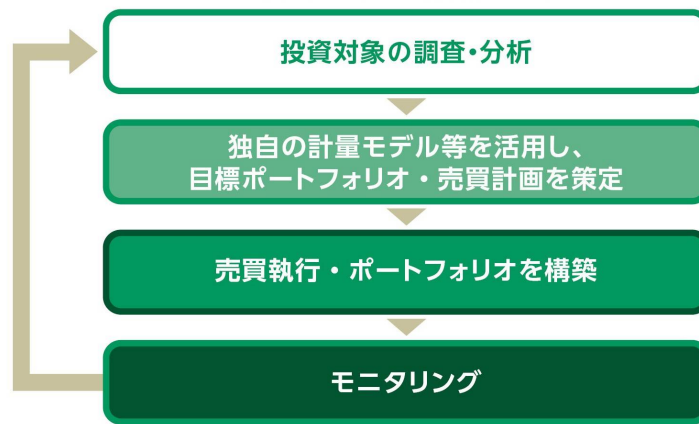 投資対象の調査・分析
独自の計量モデル等を活用し、
目標ポートフォリオ・売買計画を策定
売買執行・ポートフォリオを構築
モニタリング